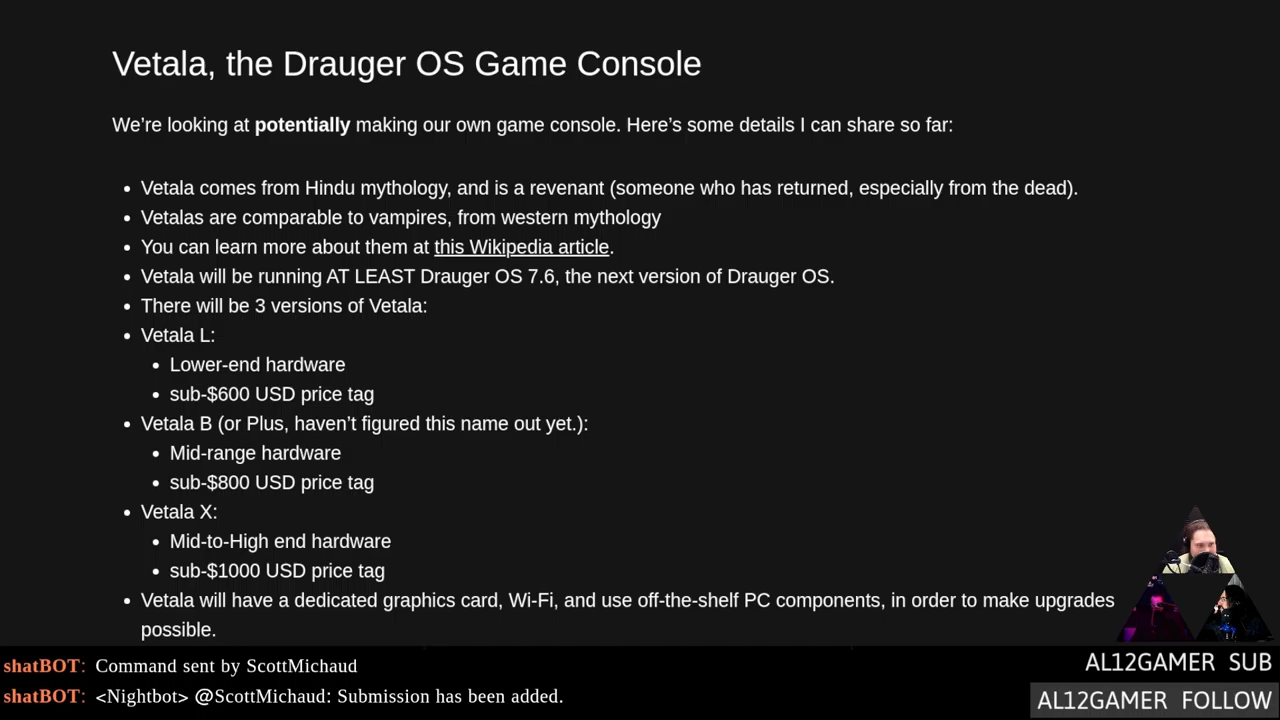 Vetala, the Drauger OS Game Console
We’re looking at potentially making our own game console. Here’s some details I can share so far:
• Vetala comes from Hindu mythology, and is a revenant (someone who has returned, especially from the dead).
• Vetalas are comparable to vampires, from western mythology
• You can learn more about them at this Wikipedia article.
• Vetala will be running AT LEAST Drauger OS 7.6, the next version of Drauger OS.
• There will be 3 versions of Vetala:
• Vetala L:
• Lower-end hardware
• sub-$600 USD price tag
• Vetala B (or Plus, haven’t figured this name out yet.):
• Mid-range hardware
• sub-$800 USD price tag
• Vetala X:
• Mid-to-High end hardware
• sub-$1000 USD price tag
• Vetala will have a dedicated graphics card, Wi-Fi, and use off-the-shelf PC components, in order to make upgrades
possible.
shatBOT: Command sent by ScottMichaud
shatBOT: <Nightbot> @ScottMichaud: Submission has been added.
AL12GAMER SUB
AL12GAMER FOLLOW